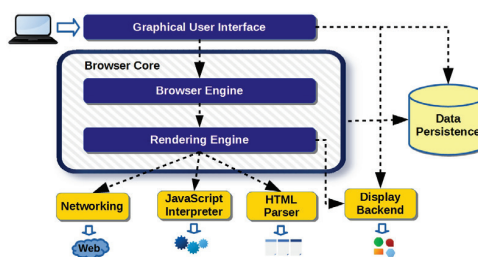 Graphical User Interface
Browser Core
Browser Engine
Rendering Engine
Data
Persistence
Networking
JavaScript
Interpreter
HTML
Parser
Display
Backend
Web